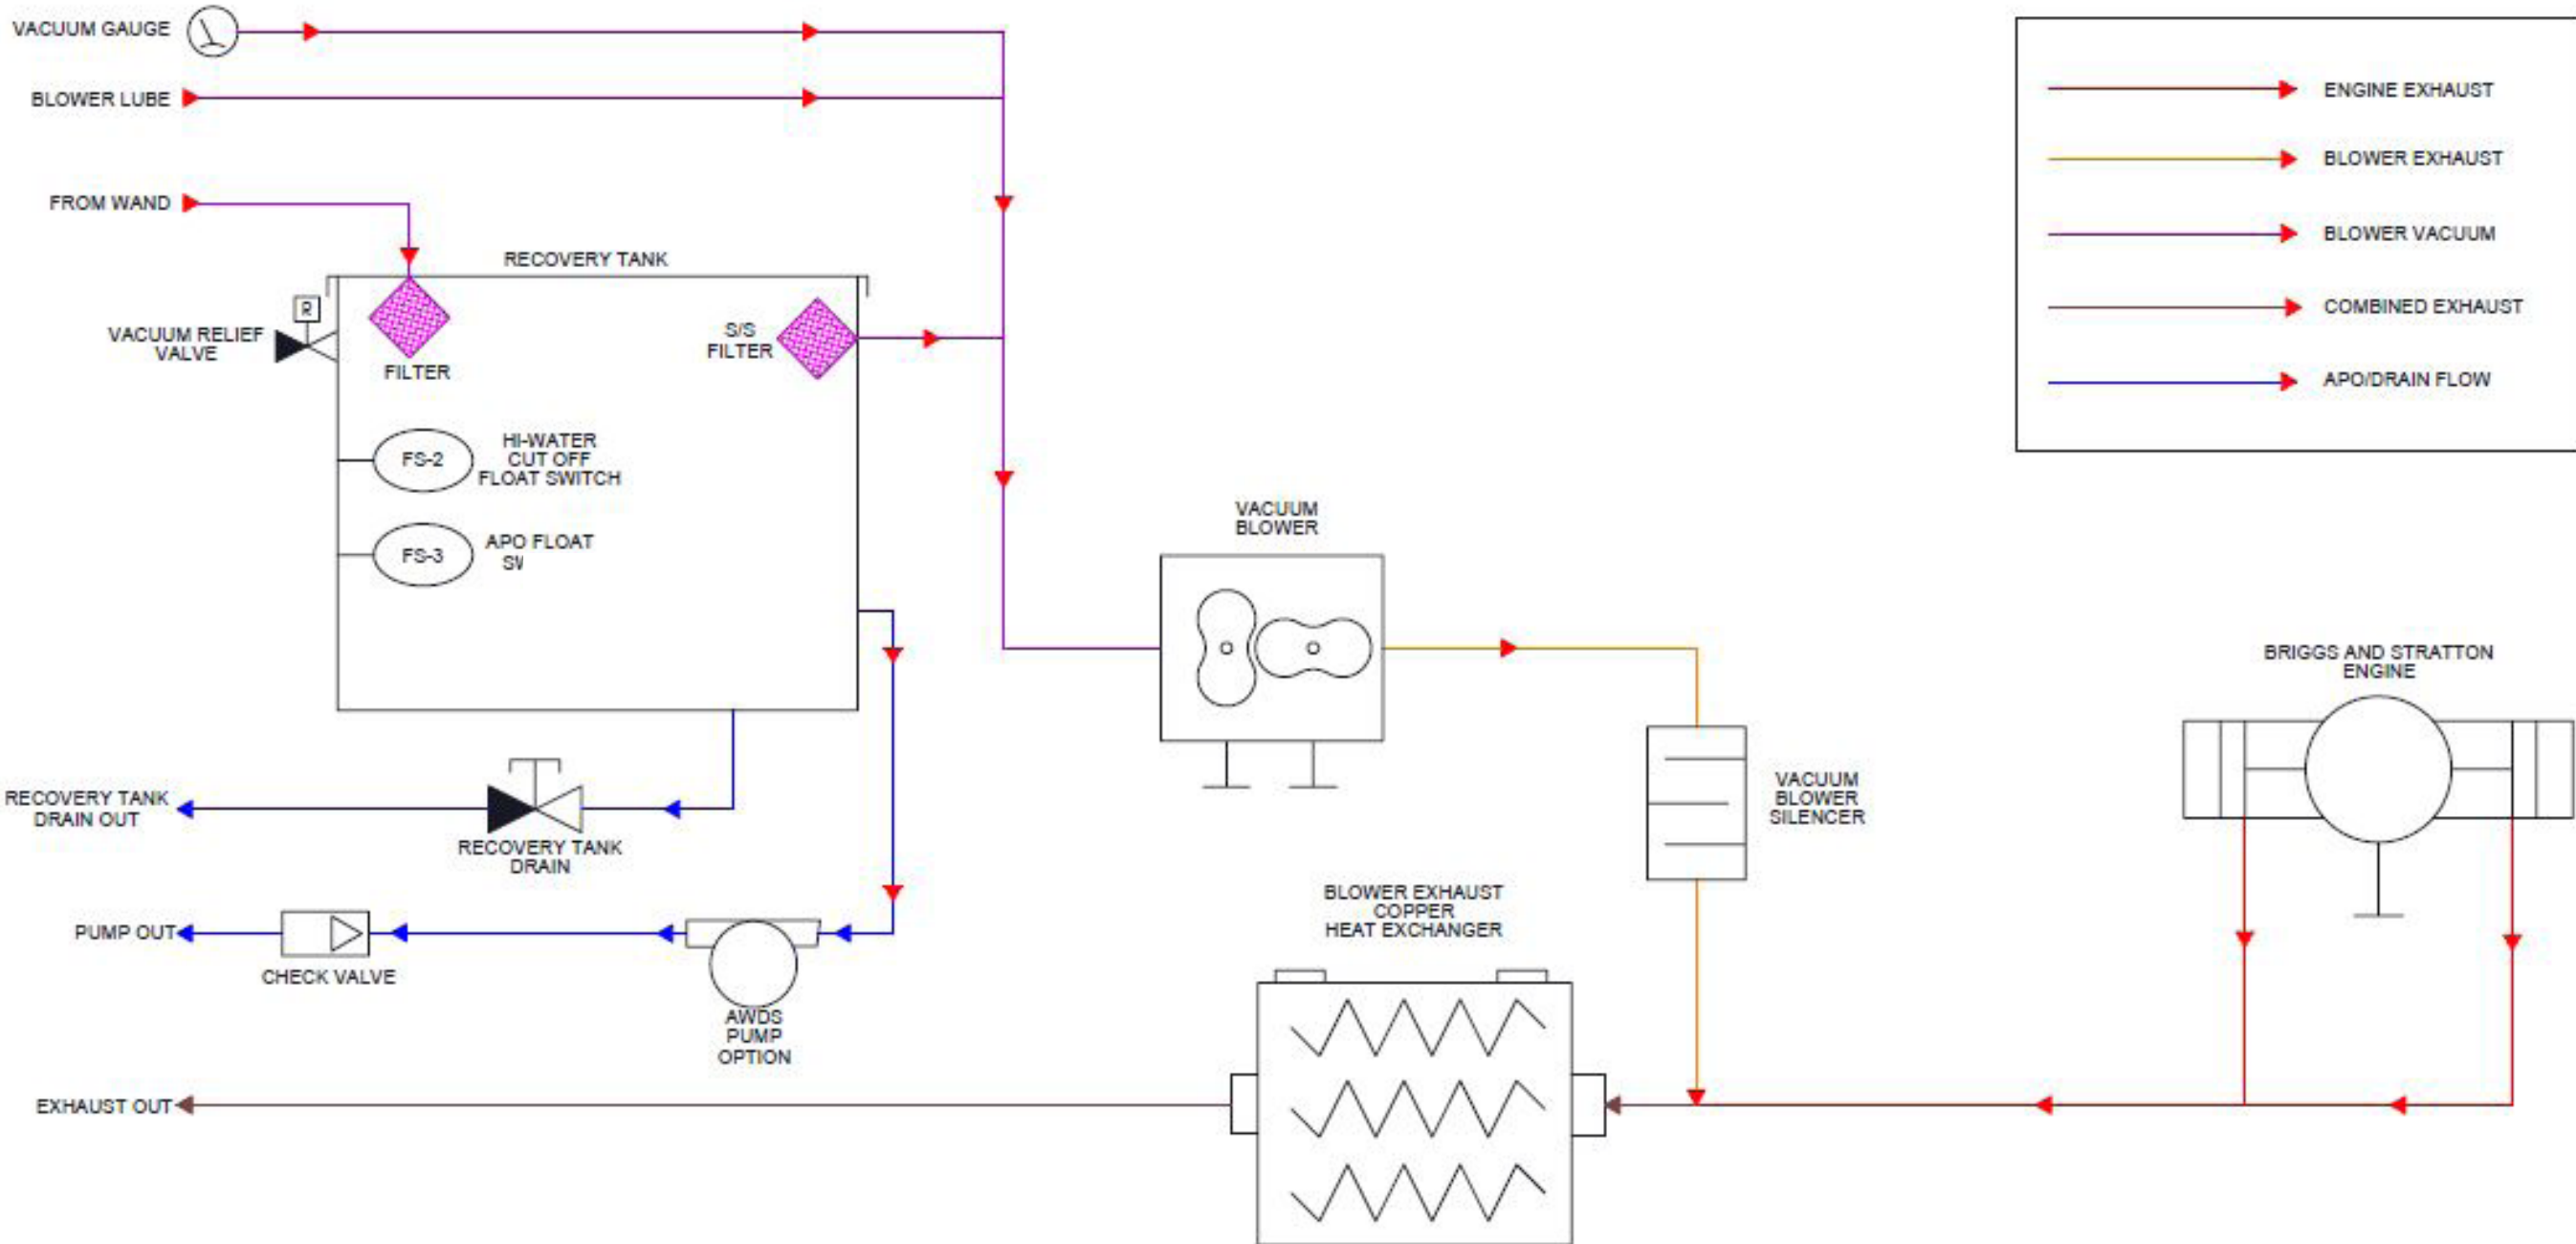 VACUUM GAUGE
BLOWER LUBE
FROM WAND
RECOVERY TANK
R
VACUUM RELIEF
VALVE
FILTER
S/S
FILTER
FS-2
HI-WATER
CUT OFF
FLOAT SWITCH
FS-3
APO FLOAT
RECOVERY TANK
DRAIN OUT
RECOVERY TANK
DRAIN
PUMP OUT
CHECK VALVE
AWDS
PUMP
OPTION
EXHAUST OUT
VACUUM
BLOWER
VACUUM
BLOWER
SILENCER
BLOWER EXHAUST
COPPER
HEAT EXCHANGER
BRIGGS AND STRATTON
ENGINE
ENGINE EXHAUST
BLOWER EXHAUST
BLOWER VACUUM
COMBINED EXHAUST
APO/DRAIN FLOW